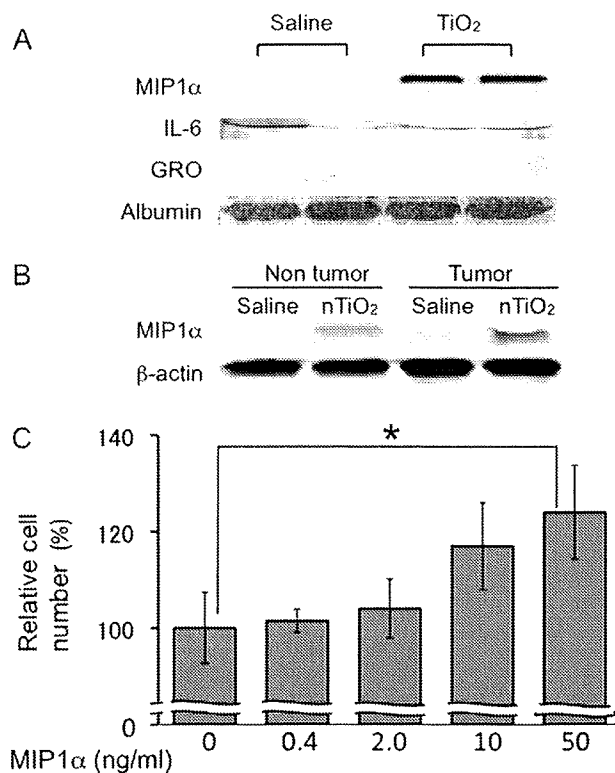 A
Saline TiO₂
MIP1α
IL-6
GRO
Albumin
B
Non tumor Tumor
Saline nTiO₂ Saline nTiO₂
MIP1α
β-actin
C
140
*
120
100
0
Relative cell
number (%)
0 0.4 2.0 10 50
MIP1α (ng/ml)